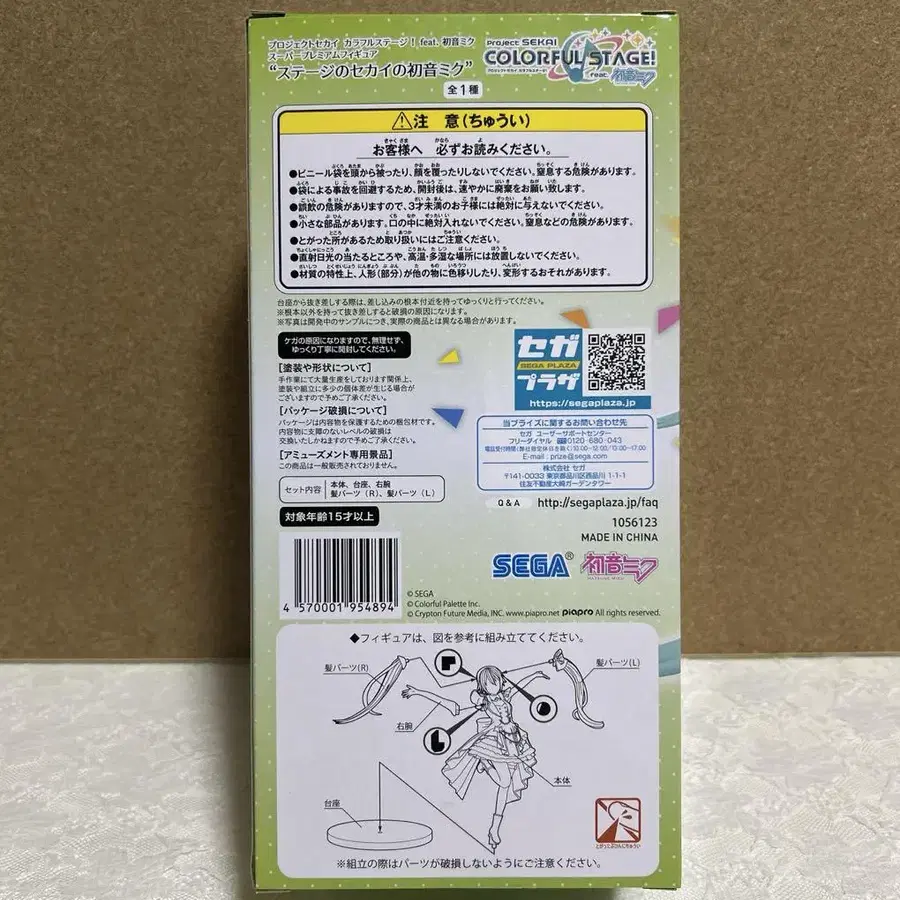 プロジェクトセカイ カラフルステージ！ feat. 初音ミク
スーパープレミアムフィギュア
“ステージのセカイの初音ミク”
全1種
Project SEKAI
COLORFUL STAGE!
プロジェクトセカイ カラフルステージ！
feat. 初音ミク
⚠注 意（ちゅうい）
お客様へ 必ずお読みください。
●ビニール袋を頭から被ったり、顔を覆ったりしないでください。窒息する危険があります。
●袋による事故を回避するため、開封後は、速やかに廃棄をお願い致します。
●誤飲の危険がありますので、3才未満のお子様には絶対に与えないでください。
●小さな部品があります。口の中に絶対入れないでください。窒息などの危険があります。
●とがった所があるため取り扱いにはご注意ください。
●直射日光の当たるところや、高温・多湿な場所には放置しないでください。
●材質の特性上、人形（部分）が他の物に色移りしたり、変形するおそれがあります。
台座から抜き差しする際は、差し込みの根本付近を持ってゆっくりと行ってください。
※根本以外を持って抜き差しすると破損の原因になります。
※写真は開発中のサンプルにつき、実際の商品とは異なる場合があります。
ケガの原因になりますので、無理せず、
ゆっくり丁寧に開封してください。
【塗装や形状について】
手作業にて大量生産をしております関係上、
塗装や組立に多少の個体差が生じる場合が
ございますので予めご了承ください。
【パッケージ破損について】
パッケージは内容物を保護するための梱包材です。
内容物に支障のないレベルの破損は
交換いたしかねますので予めご了承ください。
【アミューズメント専用景品】
この商品は一般販売されておりません。
セット内容
本体、台座、右腕
髪パーツ（R）、髪パーツ（L）
対象年齢15才以上
セガ
SEGA PLAZA
プラザ
https://segaplaza.jp
当プライズに関するお問い合わせ先
セガ ユーザーサポートセンター
フリーダイヤル 0120-680-043
E-mail : prize@sega.com
株式会社 セガ
〒141-0033 東京都品川区西品川 1-1-1
住友不動産大崎ガーデンタワー
Q & A http://segaplaza.jp/faq
1056123
MADE IN CHINA
SEGA®
初音ミク
HATSUNE MIKU
4 570001 954894
© SEGA
© Colorful Palette Inc.
© Crypton Future Media, INC. www.piapro.net piapro All rights reserved.
◆フィギュアは、図を参考に組み立ててください。
髪パーツ(R)
髪パーツ(L)
右腕
本体
台座
とがってぶぶんにちゅうい
※組立の際はパーツが破損しないようにご注意ください。